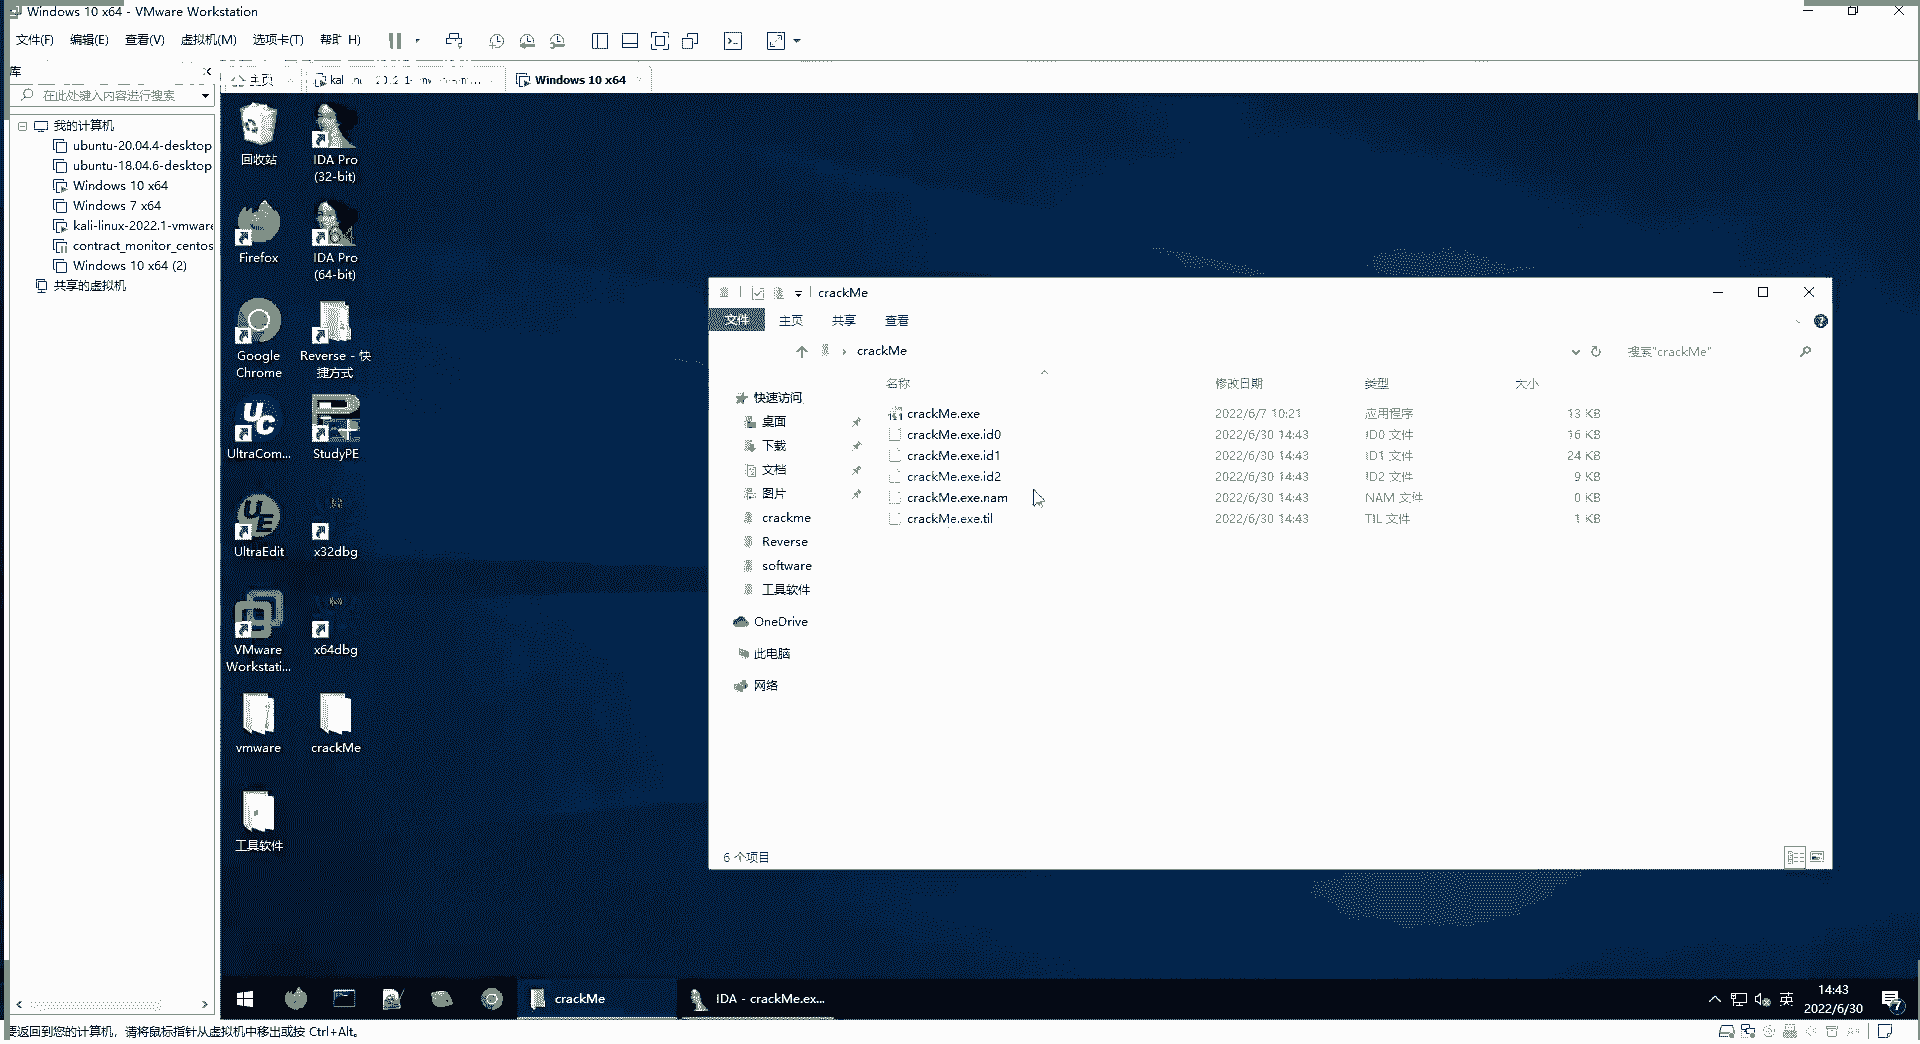 Windows 10 x64 - VMware Workstation
文件(F) 编辑(E) 查看(V) 虚拟机(M) 选项卡(T) 帮助 H)
库
主页
Windows 10 x64
在此处键入内容进行搜索
我的计算机
ubuntu-20.04.4-desktop
ubuntu-18.04.6-desktop
Windows 10 x64
Windows 7 x64
kali-linux-2022.1-vmware
contract_monitor_centos
Windows 10 x64 (2)
共享的虚拟机
回收站
IDA Pro
(32-bit)
Firefox
IDA Pro
(64-bit)
Google
Chrome
Reverse - 快
捷方式
UltraCom...
StudyPE
UltraEdit
x32dbg
VMware
Workstati...
x64dbg
vmware
crackMe
工具软件
crackMe
文件 主页 共享 查看
crackMe
搜索"crackMe"
名称 修改日期 类型 大小
crackMe.exe 2022/6/7 10:21 应用程序 13 KB
crackMe.exe.id0 2022/6/30 14:43 ID0 文件 16 KB
crackMe.exe.id1 2022/6/30 14:43 ID1 文件 24 KB
crackMe.exe.id2 2022/6/30 14:43 ID2 文件 9 KB
crackMe.exe.nam 2022/6/30 14:43 NAM 文件 0 KB
crackMe.exe.til 2022/6/30 14:43 TIL 文件 1 KB
快速访问
桌面
下载
文档
图片
crackme
Reverse
software
工具软件
OneDrive
此电脑
网络
6 个项目
crackMe
IDA - crackMe.ex...
英
14:43
2022/6/30
7
要返回到您的计算机，请将鼠标指针从虚拟机中移出或按 Ctrl+Alt。